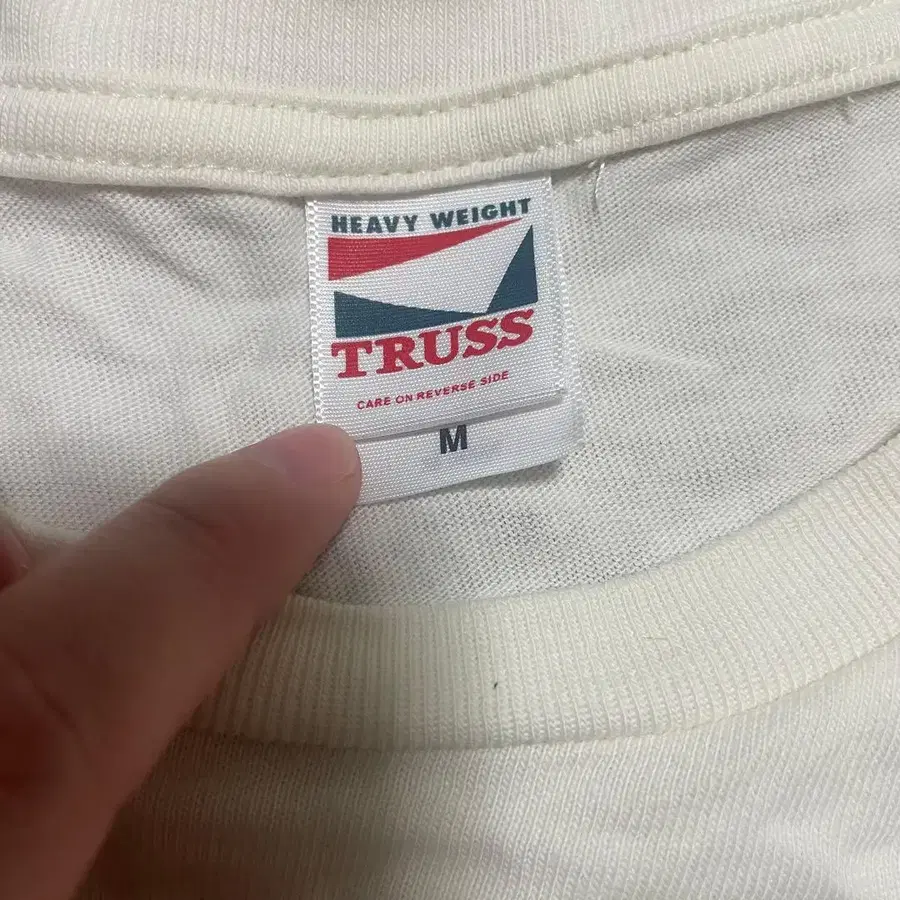 HEAVY WEIGHT
TRUSS
CARE ON REVERSE SIDE
M